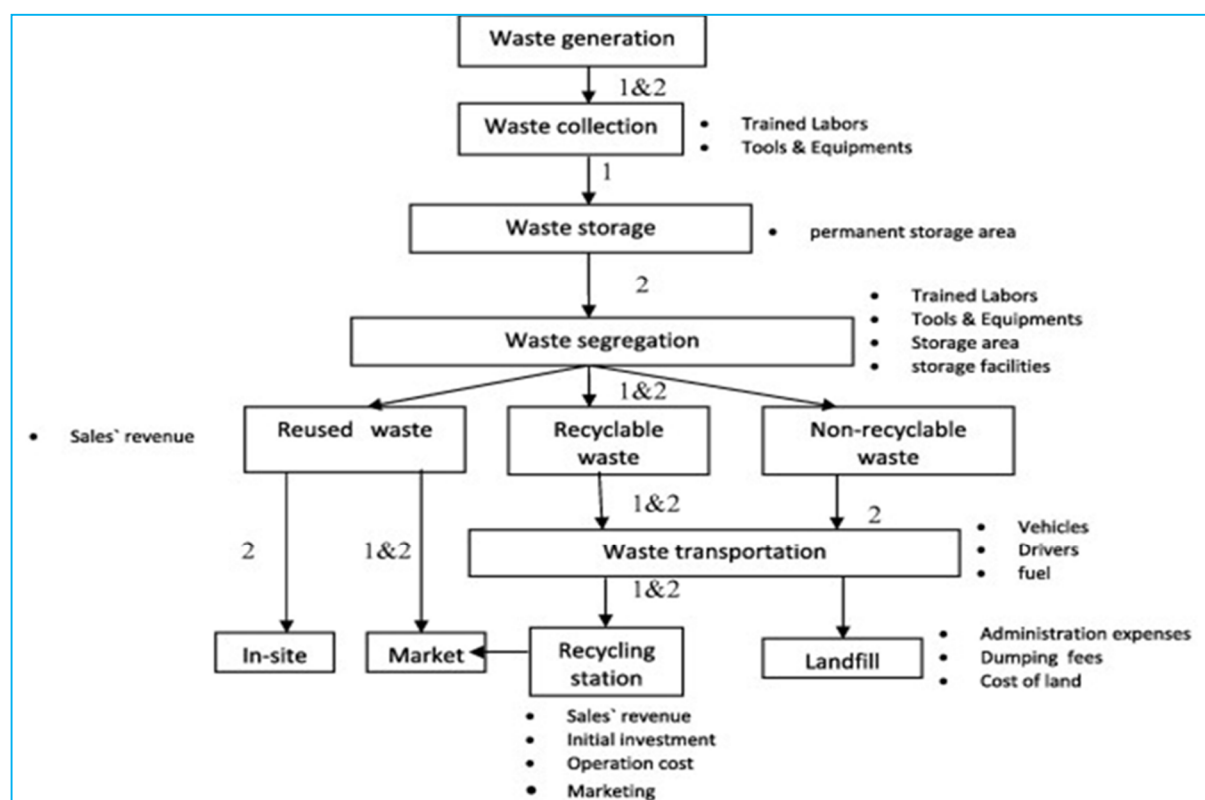 Waste generation
1&2
Waste collection
• Trained Labors
• Tools & Equipments
1
Waste storage
• permanent storage area
2
• Trained Labors
• Tools & Equipments
• Storage area
• storage facilities
Waste segregation
1&2
• Sales` revenue
Reused waste
Recyclable
waste
Non-recyclable
waste
1&2
2
2
1&2
Waste transportation
• Vehicles
• Drivers
• fuel
1&2
In-site
Market
Recycling
station
Landfill
• Administration expenses
• Dumping fees
• Cost of land
• Sales` revenue
• Initial investment
• Operation cost
• Marketing